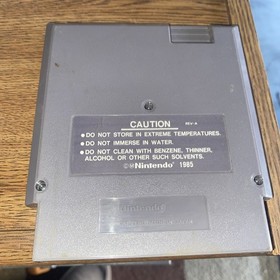 CAUTION REV-A
• DO NOT STORE IN EXTREME TEMPERATURES.
• DO NOT IMMERSE IN WATER.
• DO NOT CLEAN WITH BENZENE, THINNER,
ALCOHOL OR OTHER SUCH SOLVENTS.
©Nintendo 1985